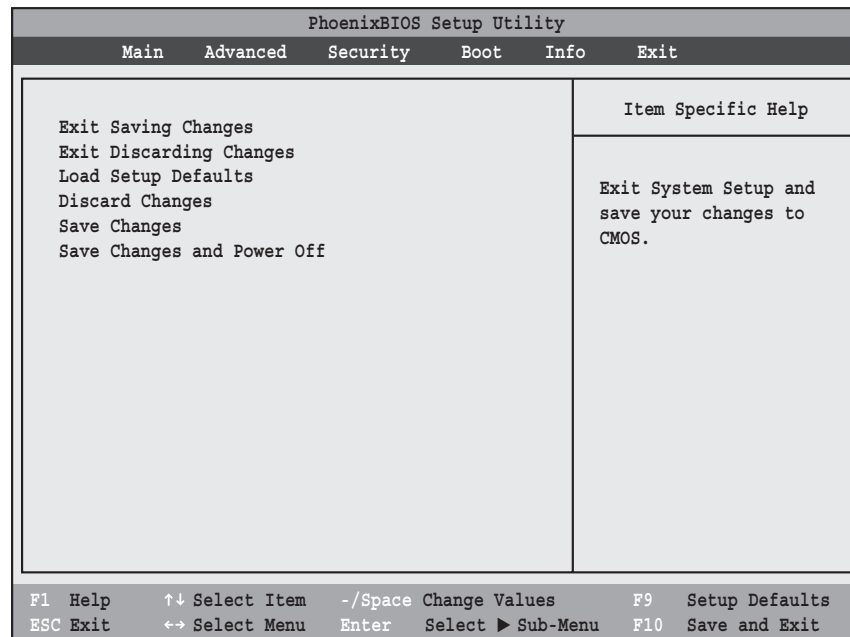 PhoenixBIOS Setup Utility
Main Advanced Security Boot Info Exit
Exit Saving Changes
Exit Discarding Changes
Load Setup Defaults
Discard Changes
Save Changes
Save Changes and Power Off
Item Specific Help
Exit System Setup and
save your changes to
CMOS.
F1 Help ↑↓ Select Item -/Space Change Values F9 Setup Defaults
ESC Exit ←→ Select Menu Enter Select ▶ Sub-Menu F10 Save and Exit